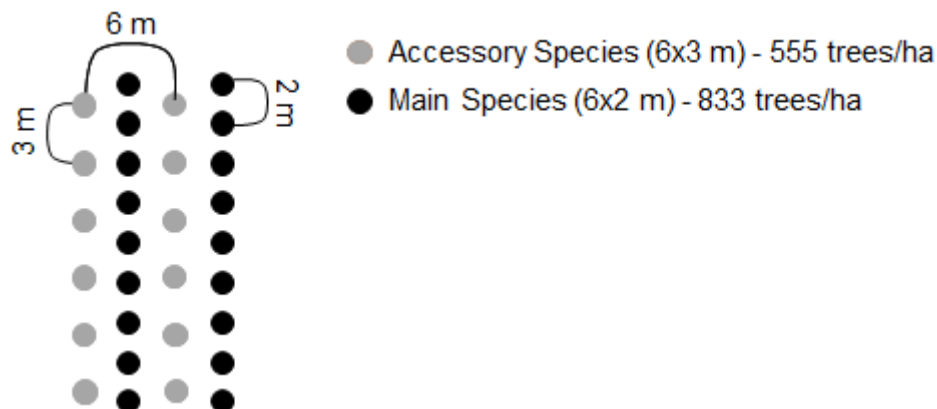 6 m
Accessory Species (6x3 m) - 555 trees/ha
Main Species (6x2 m) - 833 trees/ha
2 m
3 m